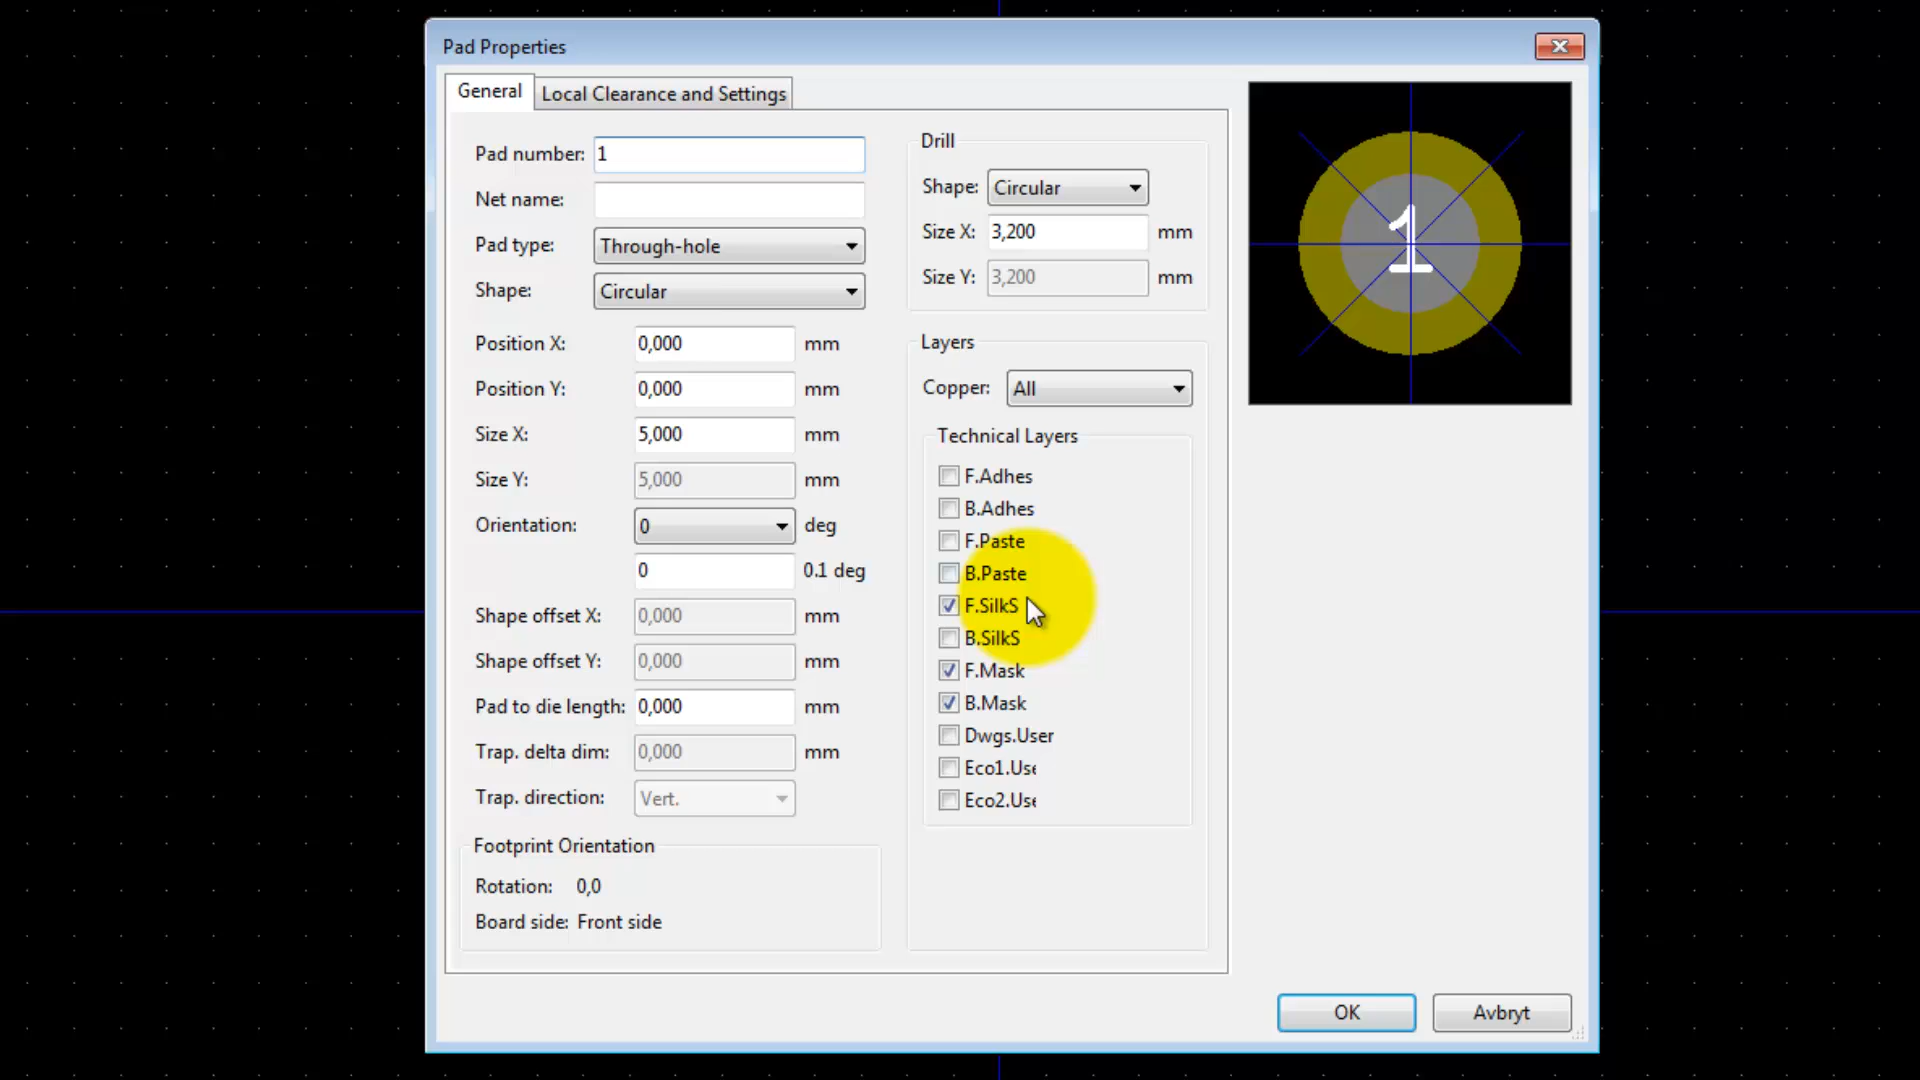 Pad Properties
General
Local Clearance and Settings
Pad number: 1
Net name:
Pad type: Through-hole
Shape: Circular
Position X: 0,000 mm
Position Y: 0,000 mm
Size X: 5,000 mm
Size Y: 5,000 mm
Orientation: 0 deg
0 0.1 deg
Shape offset X: 0,000 mm
Shape offset Y: 0,000 mm
Pad to die length: 0,000 mm
Trap. delta dim: 0,000 mm
Trap. direction: Vert.
Footprint Orientation
Rotation: 0,0
Board side: Front side
Drill
Shape: Circular
Size X: 3,200 mm
Size Y: 3,200 mm
Layers
Copper: All
Technical Layers
F.Adhes
B.Adhes
F.Paste
B.Paste
F.SilkS
B.SilkS
F.Mask
B.Mask
Dwgs.User
Eco1.Use
Eco2.Use
1
OK
Avbryt